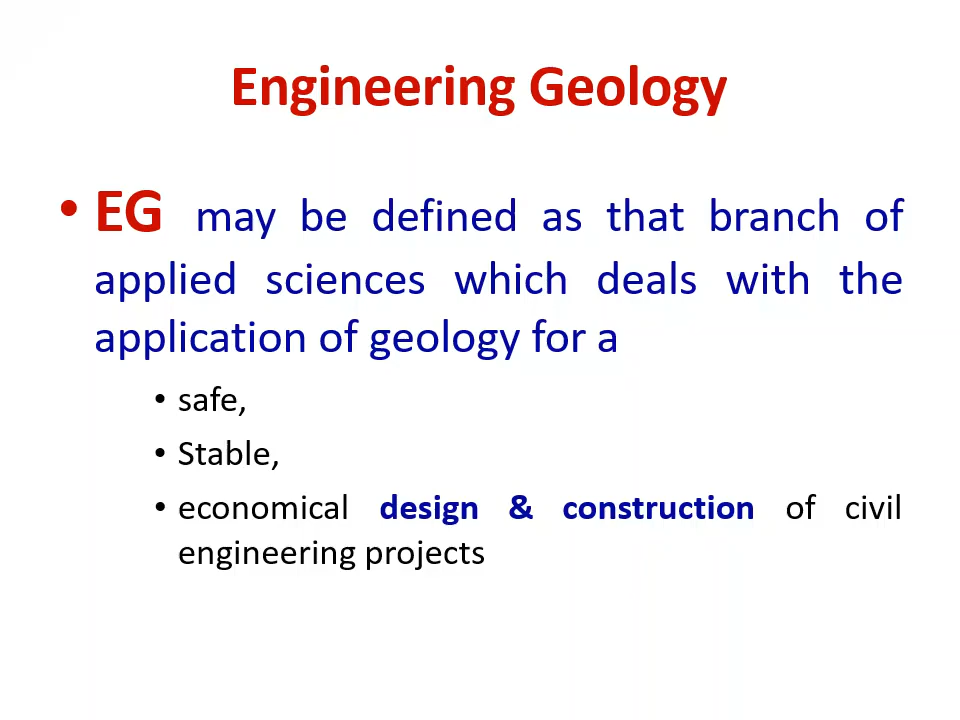 Engineering Geology
• EG may be defined as that branch of
applied sciences which deals with the
application of geology for a
• safe,
• Stable,
• economical design & construction of civil
engineering projects